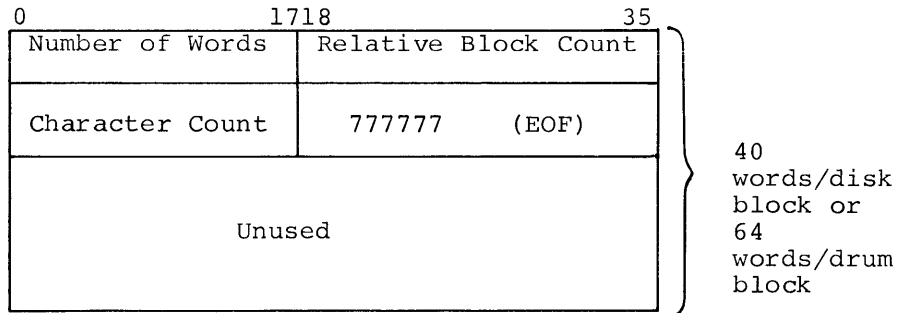 0 1718 35
Number of Words Relative Block Count
Character Count 777777 (EOF)
Unused
40
words/disk
block or
64
words/drum
block